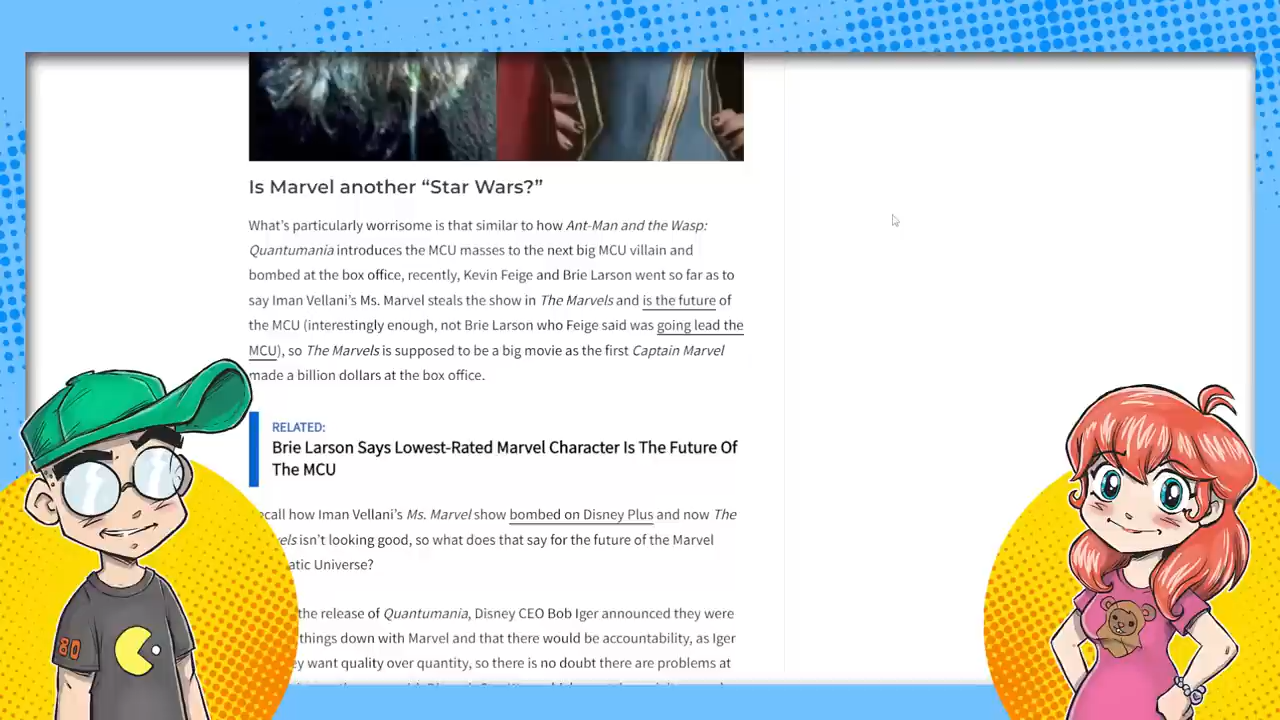 Is Marvel another “Star Wars?”
What’s particularly worrisome is that similar to how Ant-Man and the Wasp:
Quantumania introduces the MCU masses to the next big MCU villain and
bombed at the box office, recently, Kevin Feige and Brie Larson went so far as to
say Iman Vellani’s Ms. Marvel steals the show in The Marvels and is the future of
the MCU (interestingly enough, not Brie Larson who Feige said was going lead the
MCU), so The Marvels is supposed to be a big movie as the first Captain Marvel
made a billion dollars at the box office.
RELATED:
Brie Larson Says Lowest-Rated Marvel Character Is The Future Of
The MCU
call how Iman Vellani’s Ms. Marvel show bombed on Disney Plus and now The
els isn’t looking good, so what does that say for the future of the Marvel
atic Universe?
the release of Quantumania, Disney CEO Bob Iger announced they were
things down with Marvel and that there would be accountability, as Iger
ey want quality over quantity, so there is no doubt there are problems at
80